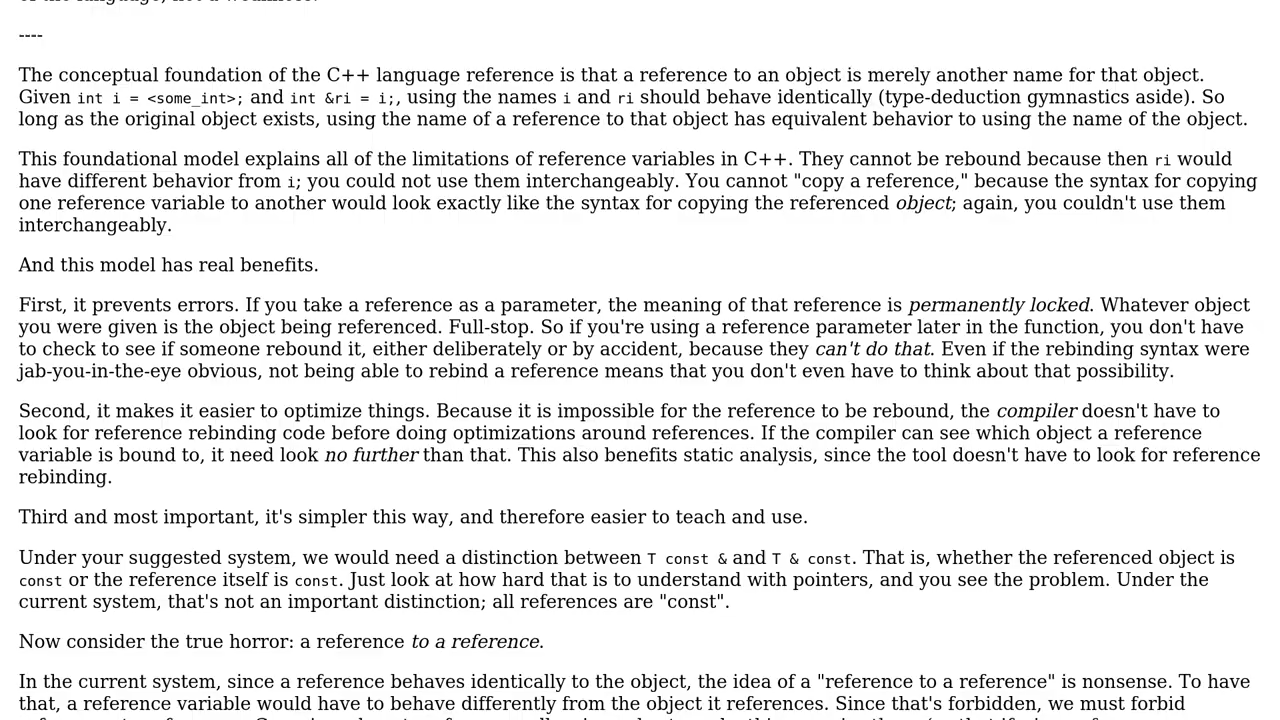 of the language, not a weakness.
----
The conceptual foundation of the C++ language reference is that a reference to an object is merely another name for that object.
Given int i = <some_int>; and int &ri = i;, using the names i and ri should behave identically (type-deduction gymnastics aside). So
long as the original object exists, using the name of a reference to that object has equivalent behavior to using the name of the object.
This foundational model explains all of the limitations of reference variables in C++. They cannot be rebound because then ri would
have different behavior from i; you could not use them interchangeably. You cannot "copy a reference," because the syntax for copying
one reference variable to another would look exactly like the syntax for copying the referenced object; again, you couldn't use them
interchangeably.
And this model has real benefits.
First, it prevents errors. If you take a reference as a parameter, the meaning of that reference is permanently locked. Whatever object
you were given is the object being referenced. Full-stop. So if you're using a reference parameter later in the function, you don't have
to check to see if someone rebound it, either deliberately or by accident, because they can't do that. Even if the rebinding syntax were
jab-you-in-the-eye obvious, not being able to rebind a reference means that you don't even have to think about that possibility.
Second, it makes it easier to optimize things. Because it is impossible for the reference to be rebound, the compiler doesn't have to
look for reference rebinding code before doing optimizations around references. If the compiler can see which object a reference
variable is bound to, it need look no further than that. This also benefits static analysis, since the tool doesn't have to look for reference
rebinding.
Third and most important, it's simpler this way, and therefore easier to teach and use.
Under your suggested system, we would need a distinction between T const & and T & const. That is, whether the referenced object is
const or the reference itself is const. Just look at how hard that is to understand with pointers, and you see the problem. Under the
current system, that's not an important distinction; all references are "const".
Now consider the true horror: a reference to a reference.
In the current system, since a reference behaves identically to the object, the idea of a "reference to a reference" is nonsense. To have
that, a reference variable would have to behave differently from the object it references. Since that's forbidden, we must forbid